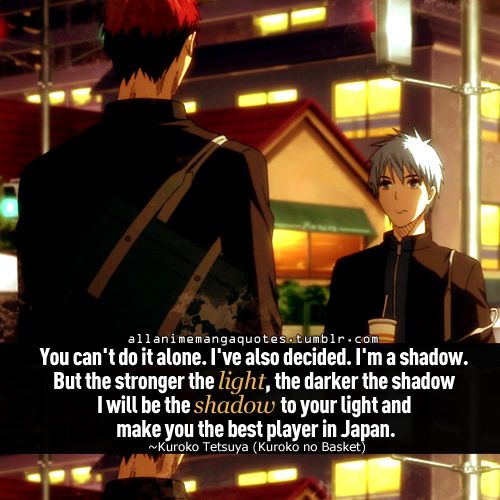 allanimemangaquotes.tumblr.com
You can't do it alone. I've also decided. I'm a shadow.
But the stronger the light, the darker the shadow
I will be the shadow to your light and
make you the best player in Japan.
~Kuroko Tetsuya (Kuroko no Basket)